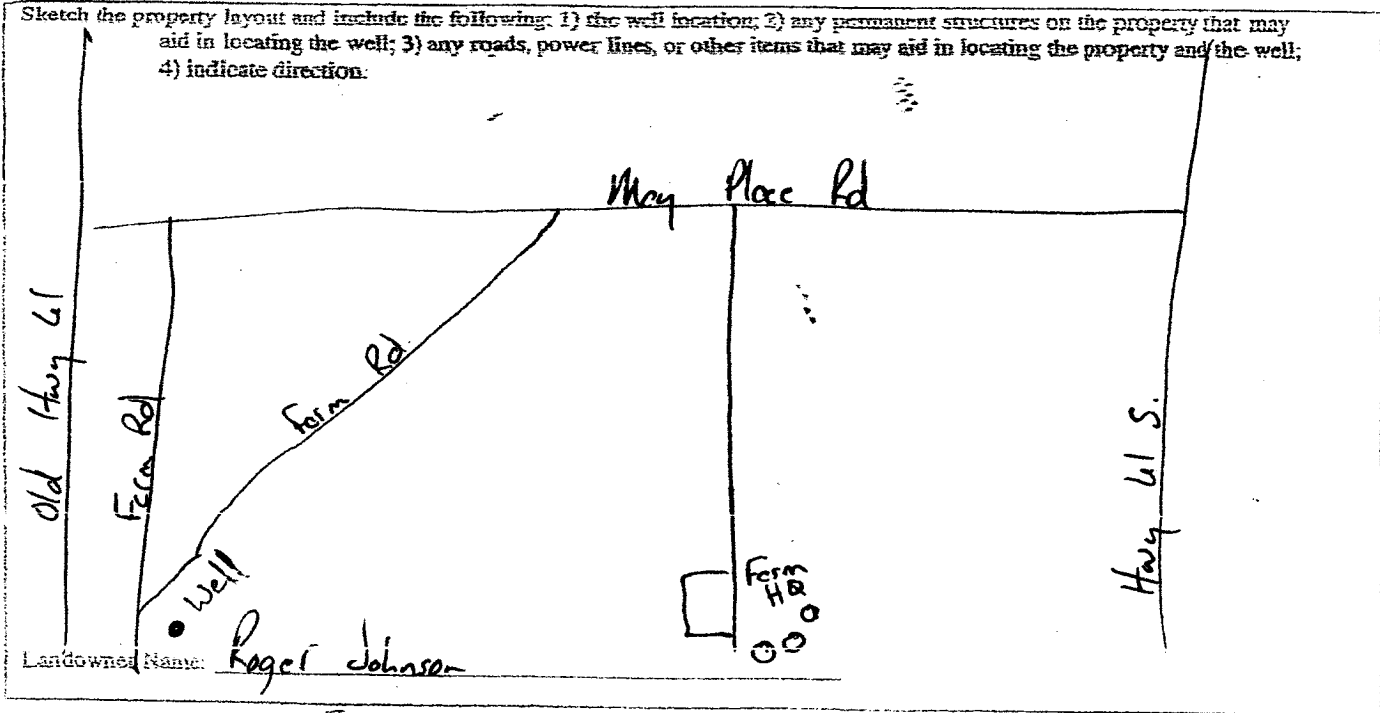 Sketch the property layout and include the following: 1) the well location; 2) any permanent structures on the property that may
aid in locating the well; 3) any roads, power lines, or other items that may aid in locating the property and the well;
4) indicate direction.
May Place Rd
Old Hwy 61
Farm Rd
Farm Rd
Hwy 61 S.
Well
Farm
HQ
Landowner Name: Roger Johnson